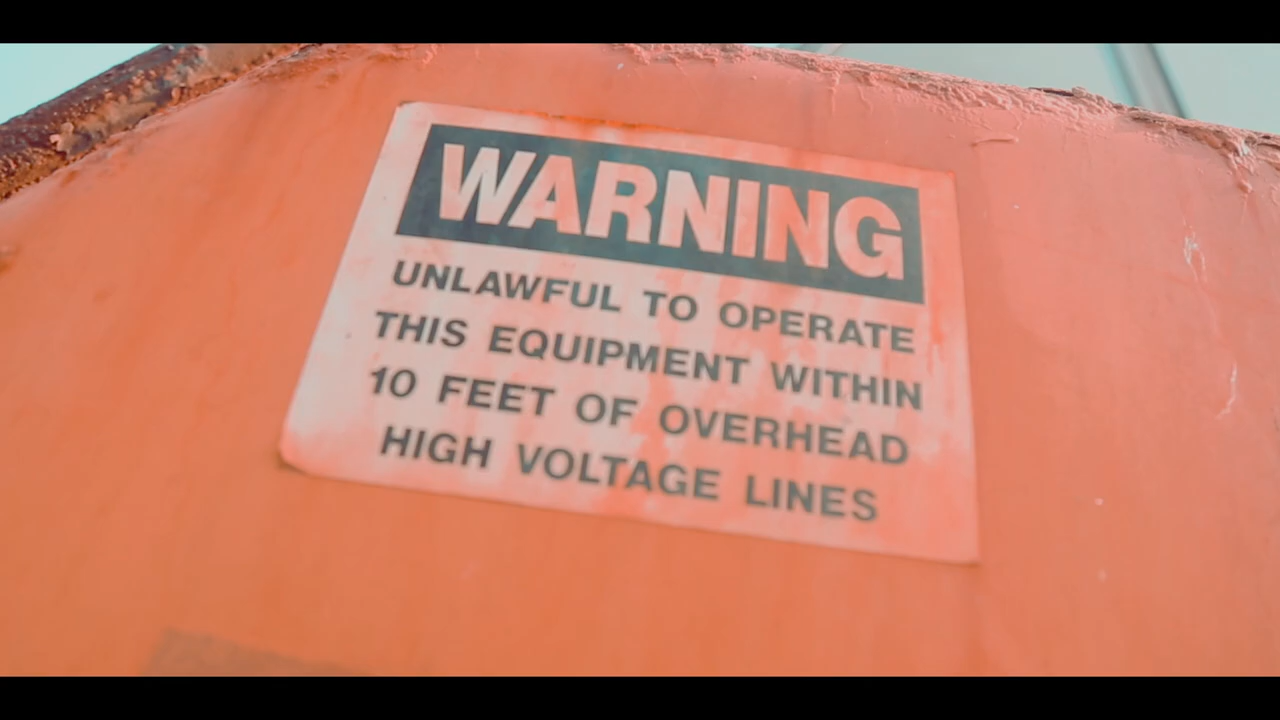 WARNING
UNLAWFUL TO OPERATE
THIS EQUIPMENT WITHIN
10 FEET OF OVERHEAD
HIGH VOLTAGE LINES